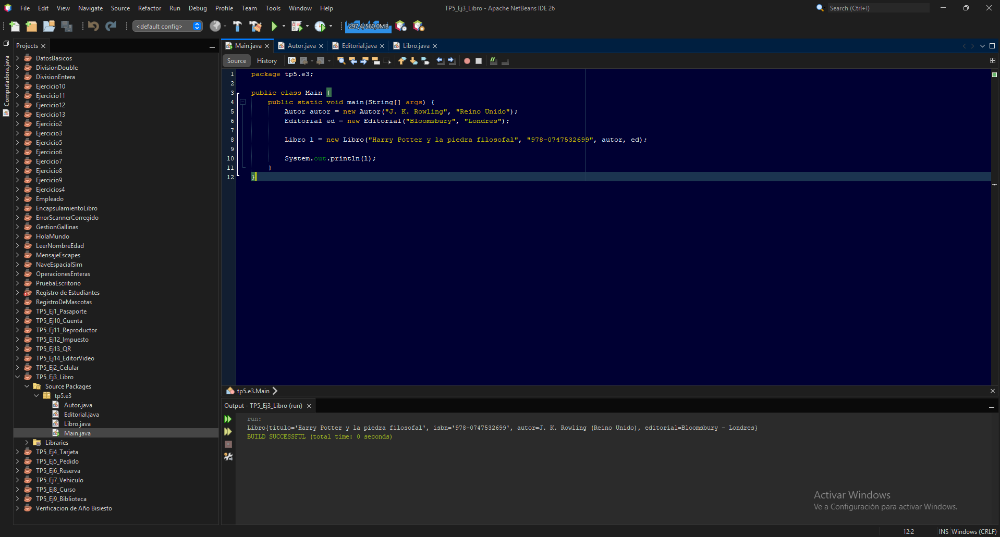 File Edit View Navigate Source Refactor Run Debug Profile Team Tools Window Help
TP5_Ej3_Libro - Apache NetBeans IDE 26
Search (Ctrl+I)
<default config>
297,4/560,0MB
Computadora.java
Projects
DatosBasicos
DivisionDouble
DivisionEntera
Ejercicio10
Ejercicio11
Ejercicio12
Ejercicio13
Ejercicio2
Ejercicio3
Ejercicio5
Ejercicio6
Ejercicio7
Ejercicio8
Ejercicio9
Ejercicios4
Empleado
EncapsulamientoLibro
ErrorScannerCorregido
GestionGallinas
HolaMundo
LeerNombreEdad
MensajeEscapes
NaveEspacialSim
OperacionesEnteras
PruebaEscritorio
Registro de Estudiantes
RegistroDeMascotas
TP5_Ej1_Pasaporte
TP5_Ej10_Cuenta
TP5_Ej11_Reproductor
TP5_Ej12_Impuesto
TP5_Ej13_QR
TP5_Ej14_EditorVideo
TP5_Ej2_Celular
TP5_Ej3_Libro
Source Packages
tp5.e3
Autor.java
Editorial.java
Libro.java
Main.java
Libraries
TP5_Ej4_Tarjeta
TP5_Ej5_Pedido
TP5_Ej6_Reserva
TP5_Ej7_Vehiculo
TP5_Ej8_Curso
TP5_Ej9_Biblioteca
Verificacion de Año Bisiesto
Main.java Autor.java Editorial.java Libro.java
Source History
1 package tp5.e3;
2
3 public class Main {
4 public static void main(String[] args) {
5 Autor autor = new Autor("J. K. Rowling", "Reino Unido");
6 Editorial ed = new Editorial("Bloomsbury", "Londres");
7
8 Libro l = new Libro("Harry Potter y la piedra filosofal", "978-0747532699", autor, ed);
9
10 System.out.println(l);
11 }
12 }
tp5.e3.Main
Output - TP5_Ej3_Libro (run)
run:
Libro{titulo='Harry Potter y la piedra filosofal', isbn='978-0747532699', autor=J. K. Rowling (Reino Unido), editorial=Bloomsbury - Londres}
BUILD SUCCESSFUL (total time: 0 seconds)
Activar Windows
Ve a Configuración para activar Windows.
12:2 INS Windows (CRLF)